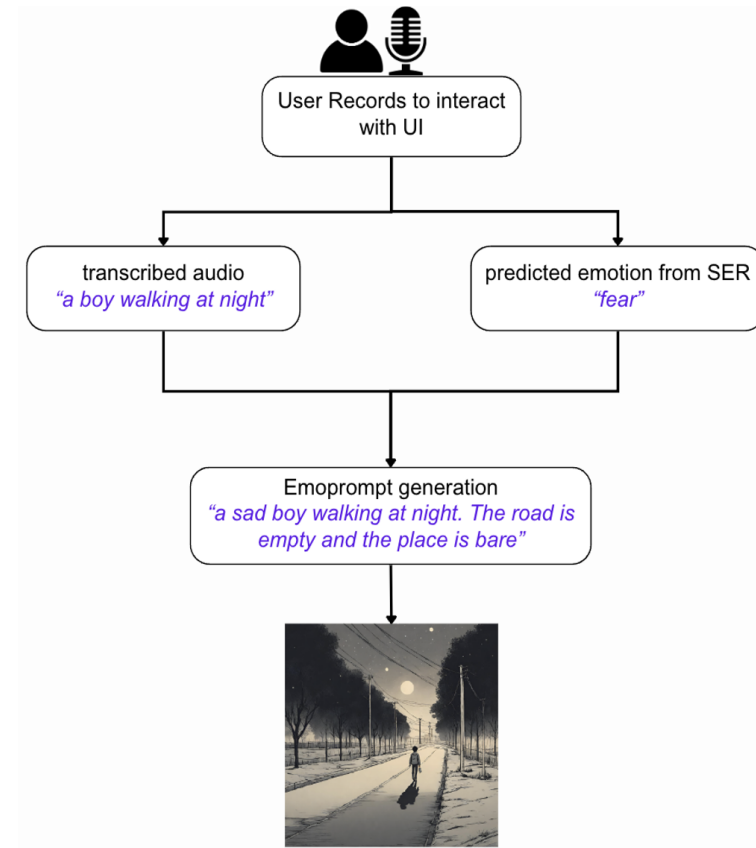 User Records to interact
with UI
transcribed audio
“a boy walking at night”
predicted emotion from SER
“fear”
Emoprompt generation
“a sad boy walking at night. The road is
empty and the place is bare”